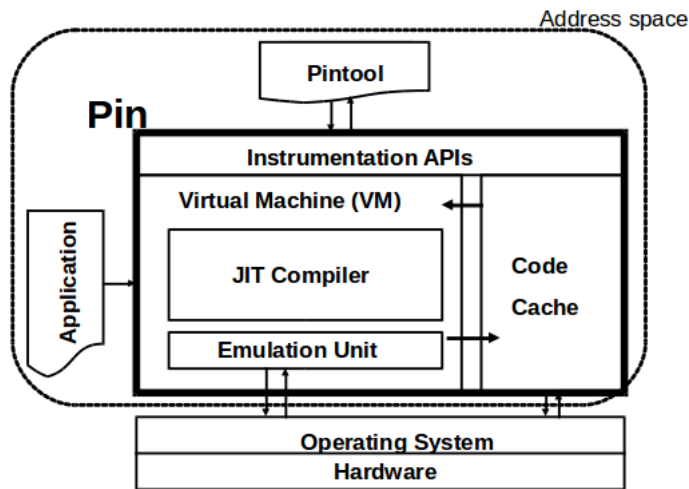 Address space
Pintool
Pin
Instrumentation APIs
Virtual Machine (VM)
Application
JIT Compiler
Code
Cache
Emulation Unit
Operating System
Hardware